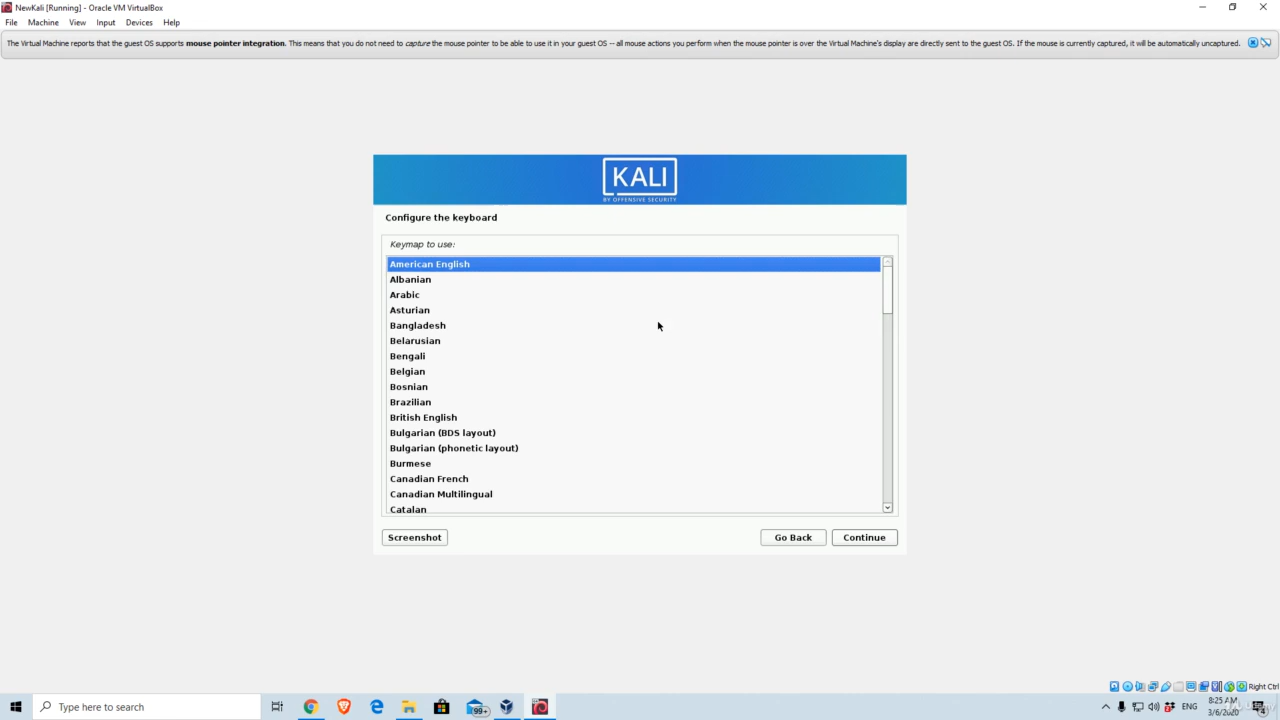 NewKali [Running] - Oracle VM VirtualBox
File Machine View Input Devices Help
The Virtual Machine reports that the guest OS supports mouse pointer integration. This means that you do not need to capture the mouse pointer to be able to use it in your guest OS -- all mouse actions you perform when the mouse pointer is over the Virtual Machine's display are directly sent to the guest OS. If the mouse is currently captured, it will be automatically uncaptured.
KALI
BY OFFENSIVE SECURITY
Configure the keyboard
Keymap to use:
American English
Albanian
Arabic
Asturian
Bangladesh
Belarusian
Bengali
Belgian
Bosnian
Brazilian
British English
Bulgarian (BDS layout)
Bulgarian (phonetic layout)
Burmese
Canadian French
Canadian Multilingual
Catalan
Screenshot Go Back Continue
Right Ctrl
Type here to search
99+
ENG
8:25 AM
3/6/2020
4